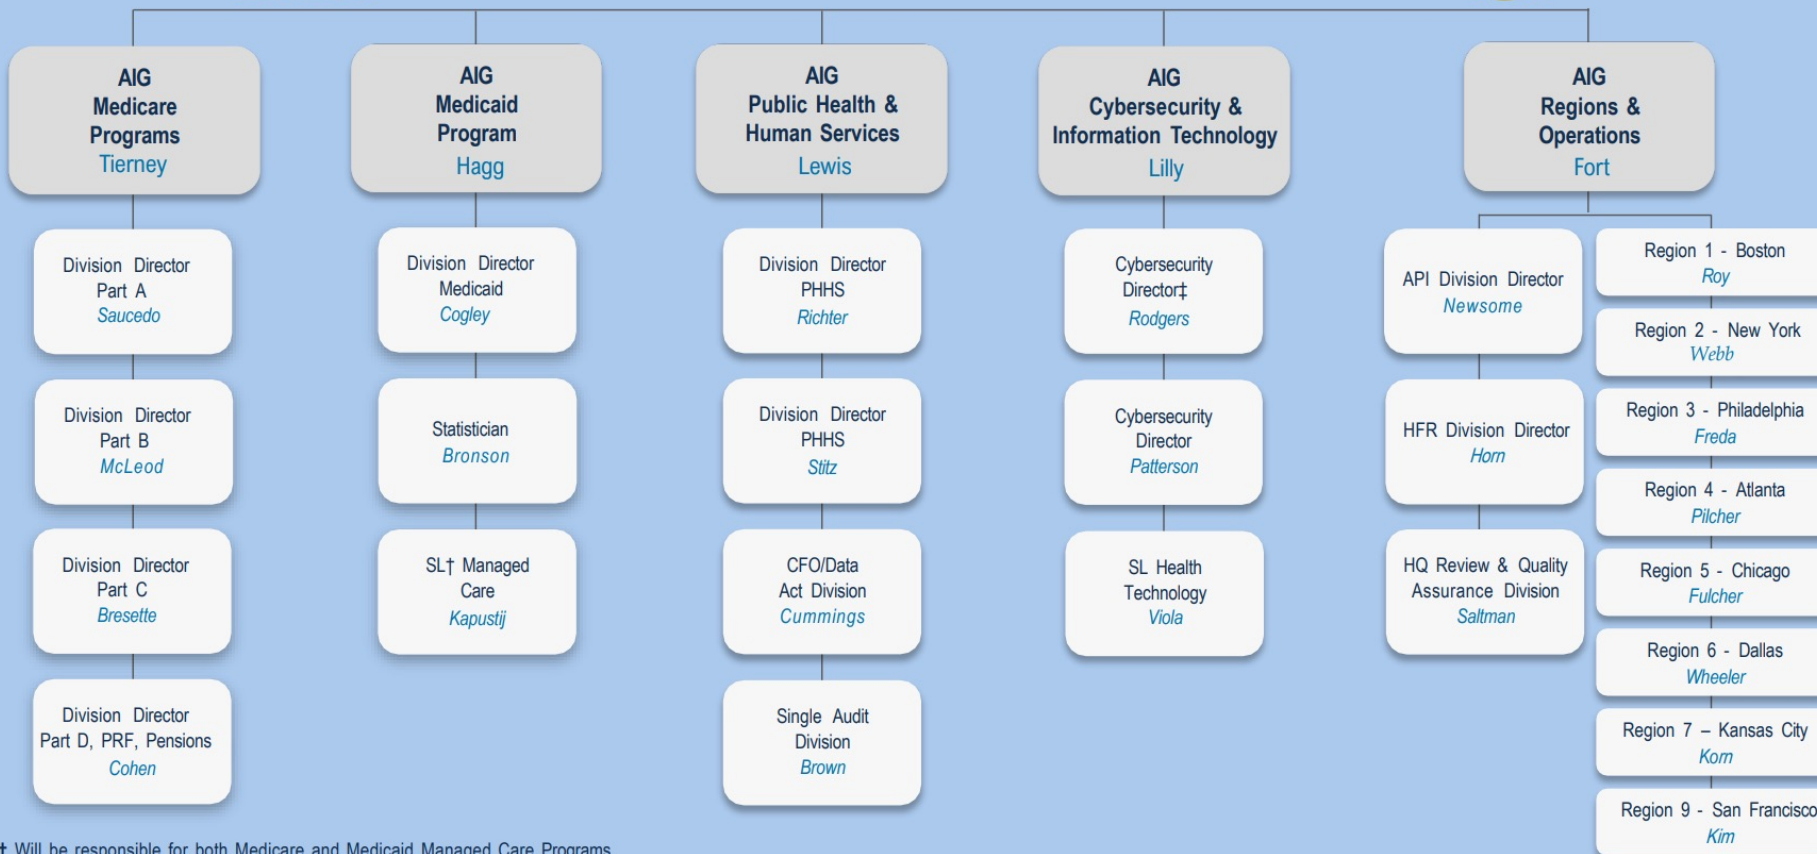 AIG
Medicare
Programs
Tierney
Division Director
Part A
Saucedo
Division Director
Part B
McLeod
Division Director
Part C
Bresette
Division Director
Part D, PRF, Pensions
Cohen
AIG
Medicaid
Program
Hagg
Division Director
Medicaid
Cogley
Statistician
Bronson
SL† Managed
Care
Kapustij
AIG
Public Health &
Human Services
Lewis
Division Director
PHHS
Richter
Division Director
PHHS
Stitz
CFO/Data
Act Division
Cummings
Single Audit
Division
Brown
AIG
Cybersecurity &
Information Technology
Lilly
Cybersecurity
Director‡
Rodgers
Cybersecurity
Director
Patterson
SL Health
Technology
Viola
AIG
Regions &
Operations
Fort
API Division Director
Newsome
HFR Division Director
Horn
HQ Review & Quality
Assurance Division
Saltman
Region 1 - Boston
Roy
Region 2 - New York
Webb
Region 3 - Philadelphia
Freda
Region 4 - Atlanta
Pilcher
Region 5 - Chicago
Fulcher
Region 6 - Dallas
Wheeler
Region 7 – Kansas City
Korn
Region 9 - San Francisco
Kim
† Will be responsible for both Medicare and Medicaid Managed Care Programs